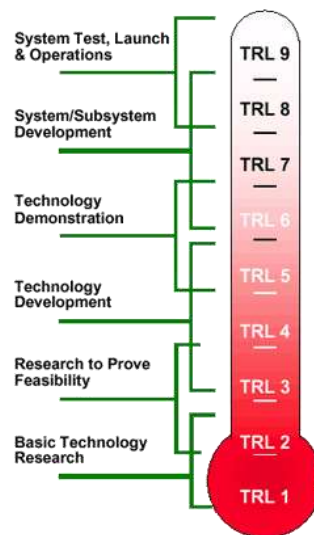 System Test, Launch
& Operations
System/Subsystem
Development
Technology
Demonstration
Technology
Development
Research to Prove
Feasibility
Basic Technology
Research
TRL 9
TRL 8
TRL 7
TRL 6
TRL 5
TRL 4
TRL 3
TRL 2
TRL 1